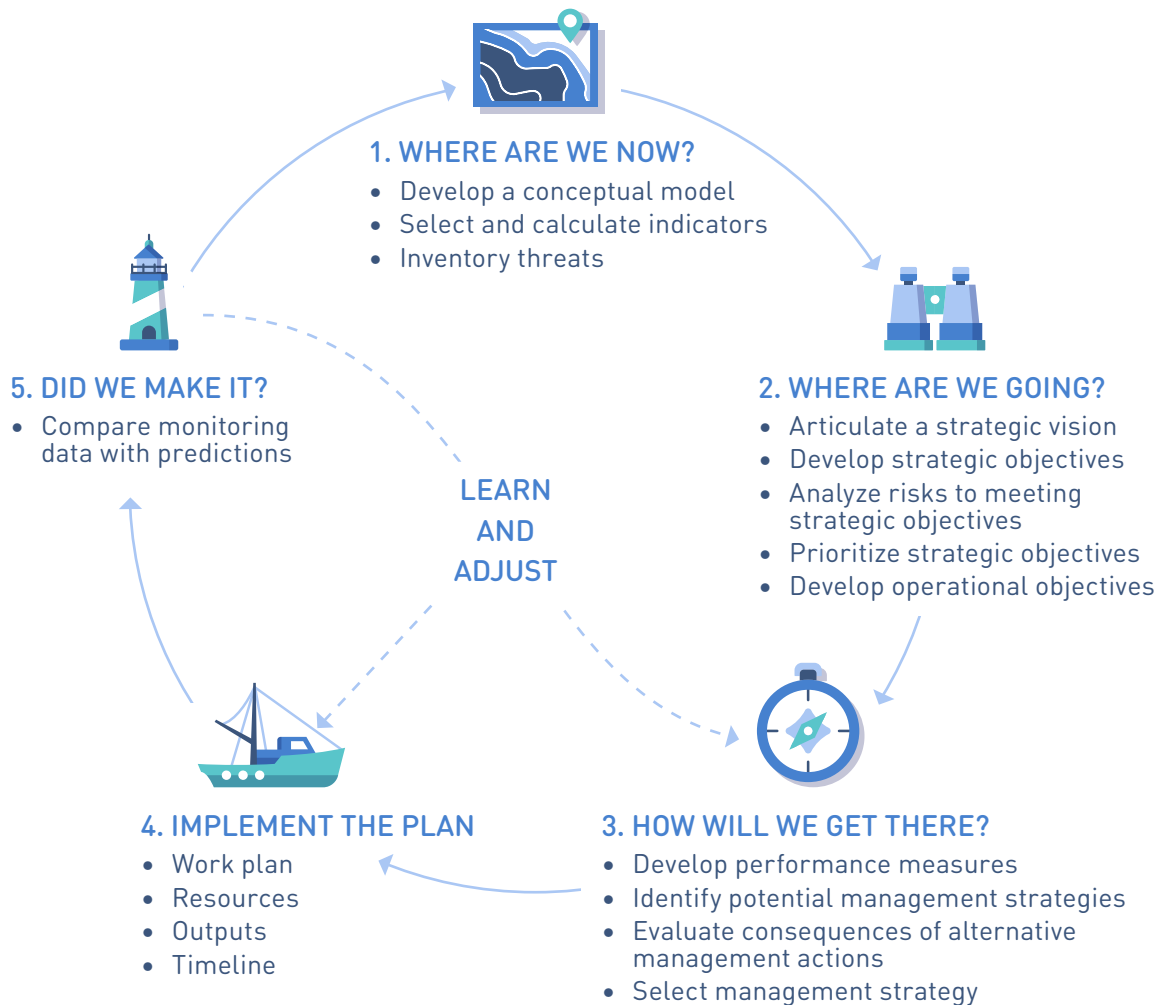 1. WHERE ARE WE NOW?
• Develop a conceptual model
• Select and calculate indicators
• Inventory threats
2. WHERE ARE WE GOING?
• Articulate a strategic vision
• Develop strategic objectives
• Analyze risks to meeting
strategic objectives
• Prioritize strategic objectives
• Develop operational objectives
3. HOW WILL WE GET THERE?
• Develop performance measures
• Identify potential management strategies
• Evaluate consequences of alternative
management actions
• Select management strategy
4. IMPLEMENT THE PLAN
• Work plan
• Resources
• Outputs
• Timeline
5. DID WE MAKE IT?
• Compare monitoring
data with predictions
LEARN
AND
ADJUST